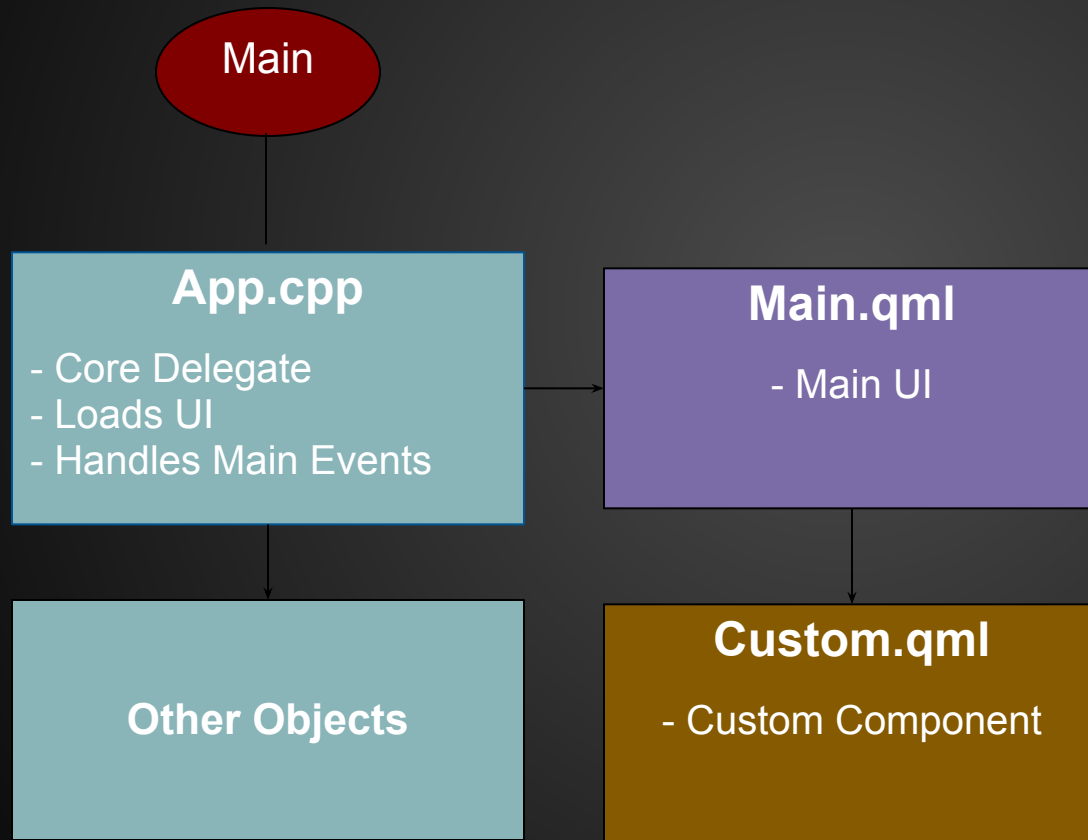 Main
App.cpp
- Core Delegate
- Loads UI
- Handles Main Events
Main.qml
- Main UI
Other Objects
Custom.qml
- Custom Component